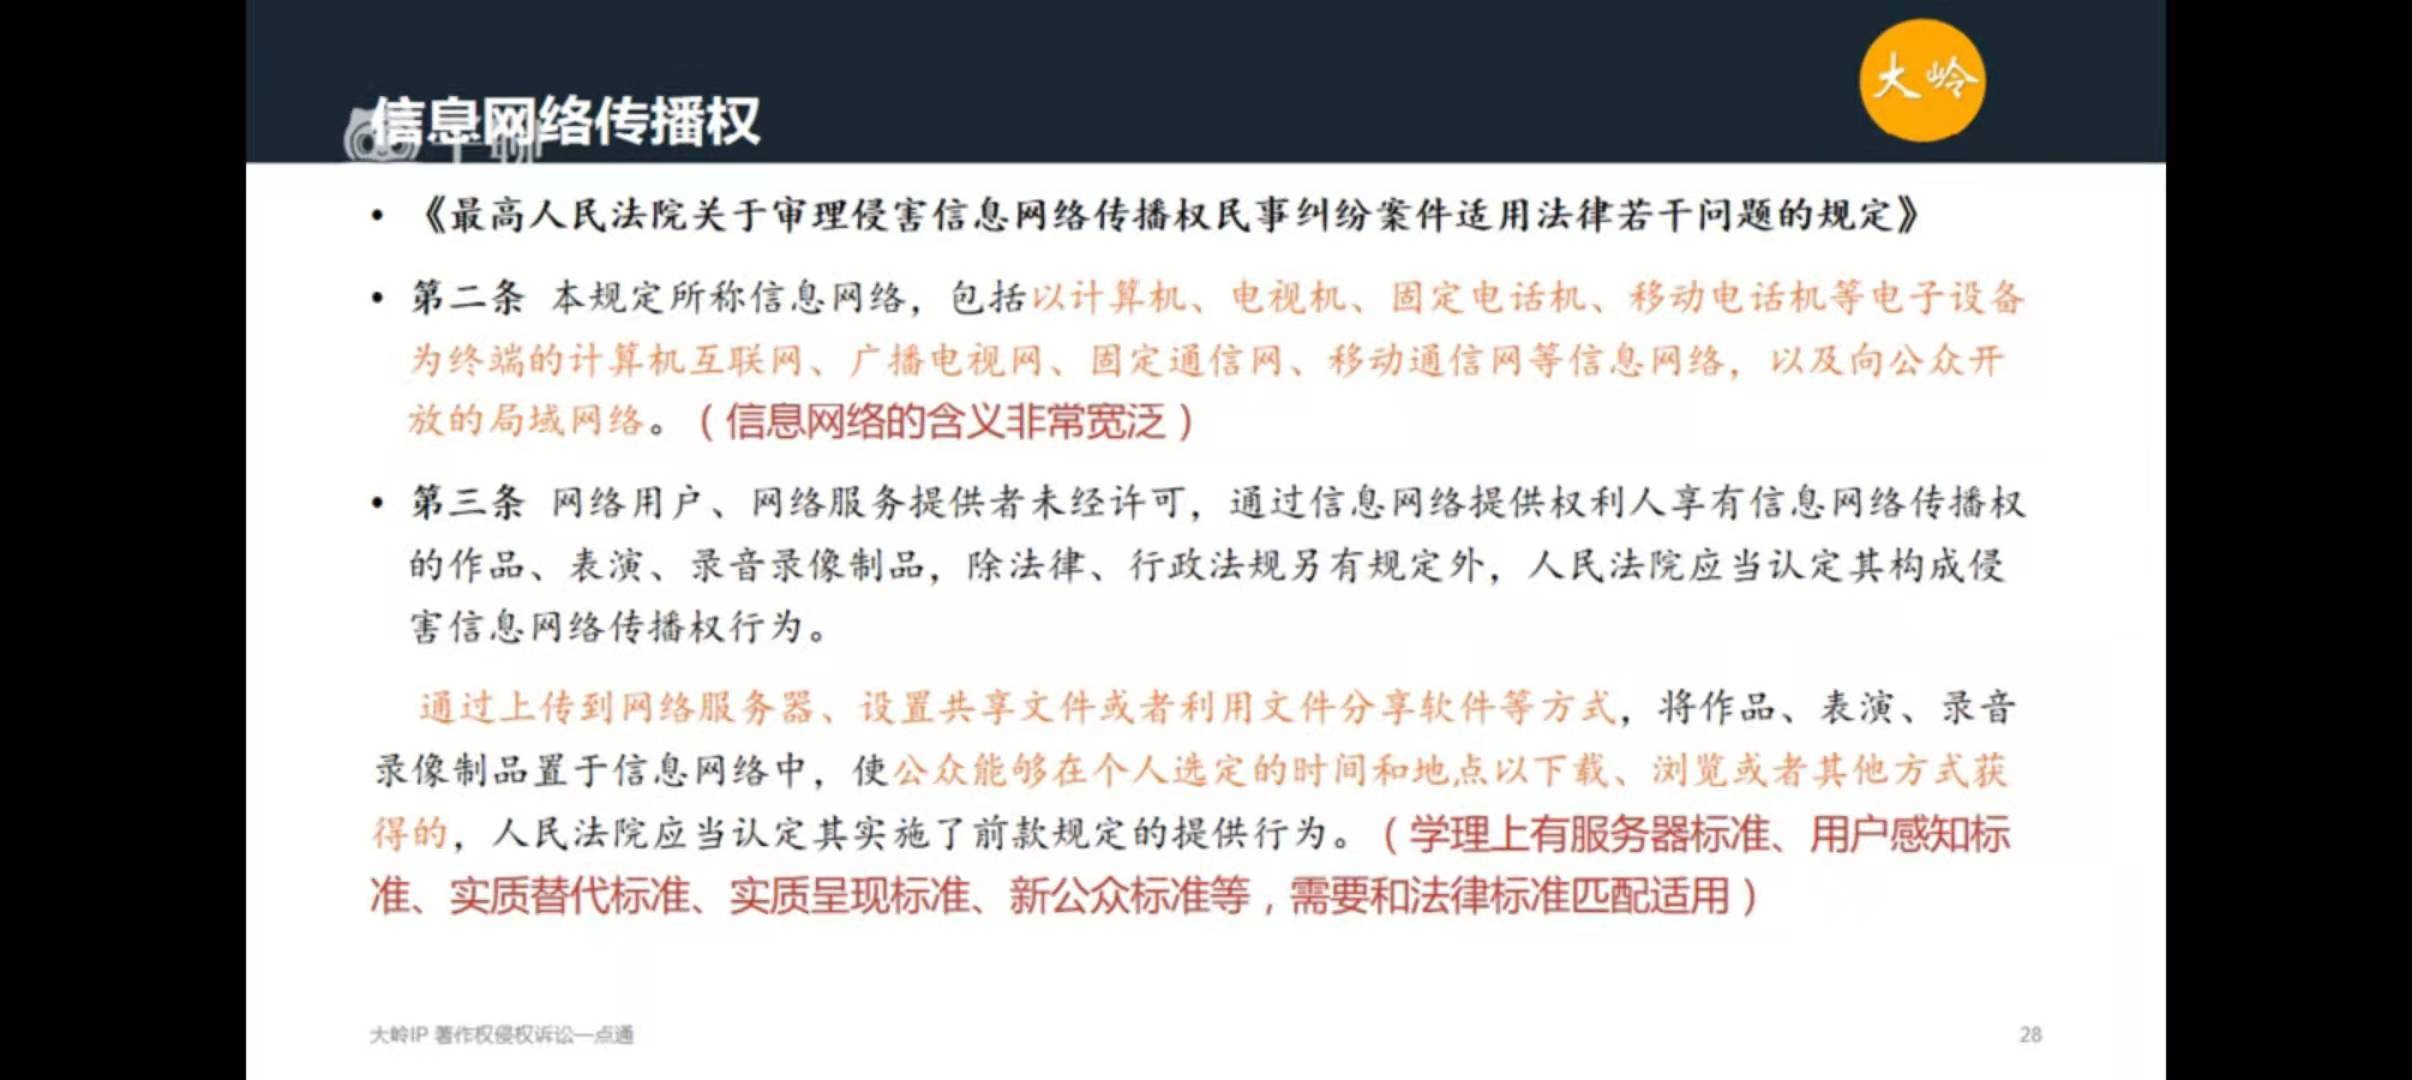 大岭
信息网络传播权
• 《最高人民法院关于审理侵害信息网络传播权民事纠纷案件适用法律若干问题的规定》
• 第二条 本规定所称信息网络，包括以计算机、电视机、固定电话机、移动电话机等电子设备
为终端的计算机互联网、广播电视网、固定通信网、移动通信网等信息网络，以及向公众开
放的局域网络。（信息网络的含义非常宽泛）
• 第三条 网络用户、网络服务提供者未经许可，通过信息网络提供权利人享有信息网络传播权
的作品、表演、录音录像制品，除法律、行政法规另有规定外，人民法院应当认定其构成侵
害信息网络传播权行为。
通过上传到网络服务器、设置共享文件或者利用文件分享软件等方式，将作品、表演、录音
录像制品置于信息网络中，使公众能够在个人选定的时间和地点以下载、浏览或者其他方式获
得的，人民法院应当认定其实施了前款规定的提供行为。（学理上有服务器标准、用户感知标
准、实质替代标准、实质呈现标准、新公众标准等，需要和法律标准匹配适用）
大岭IP 著作权侵权诉讼一点通
28